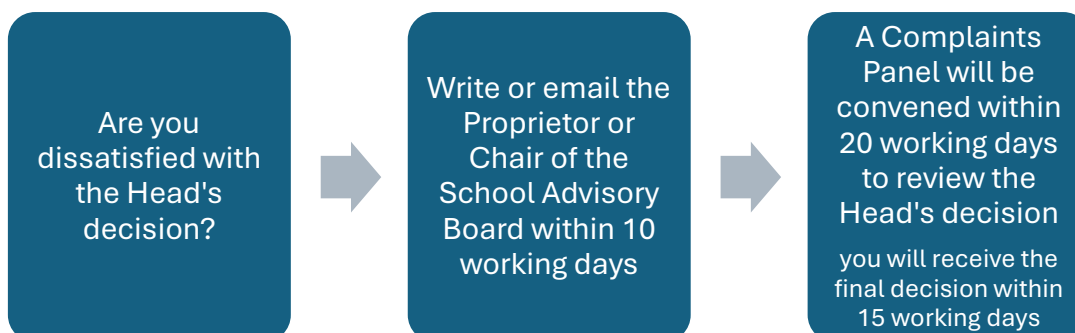 Are you
dissatisfied with
the Head's
decision?
Write or email the
Proprietor or
Chair of the
School Advisory
Board within 10
working days
A Complaints
Panel will be
convened within
20 working days
to review the
Head's decision
you will receive the
final decision within
15 working days